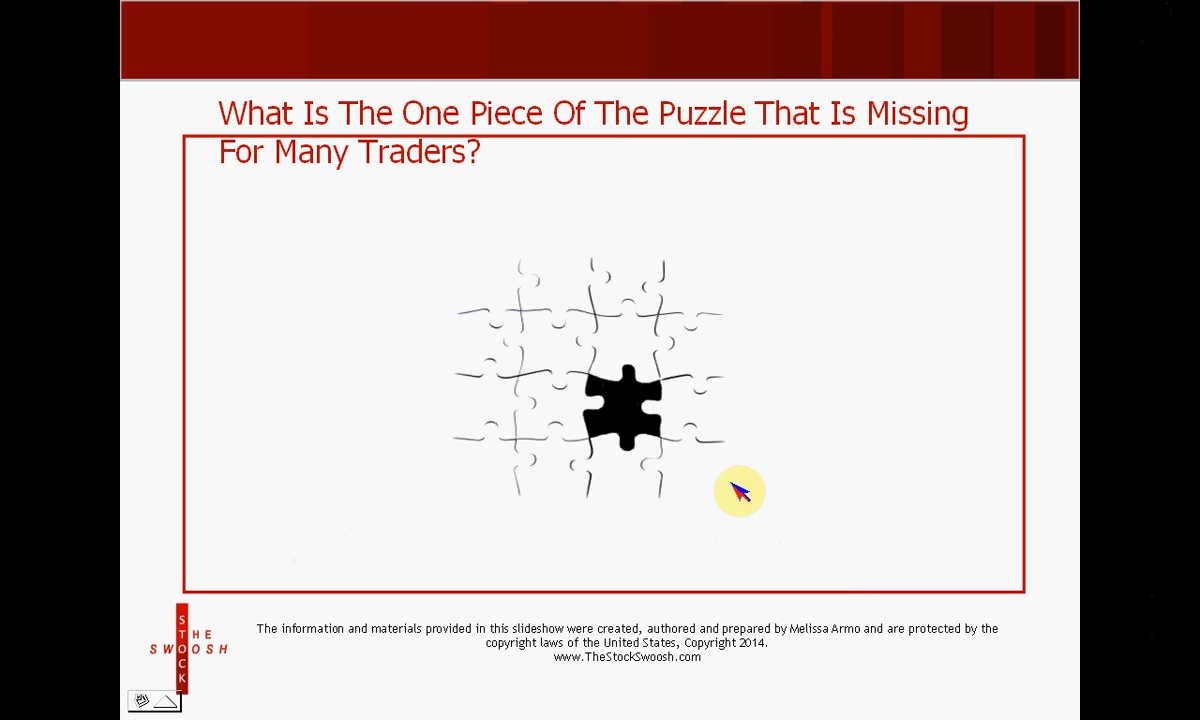 What Is The One Piece Of The Puzzle That Is Missing
For Many Traders?
THE
STOCK
SWOOSH
The information and materials provided in this slideshow were created, authored and prepared by Melissa Armo and are protected by the
copyright laws of the United States, Copyright 2014.
www.TheStockSwoosh.com